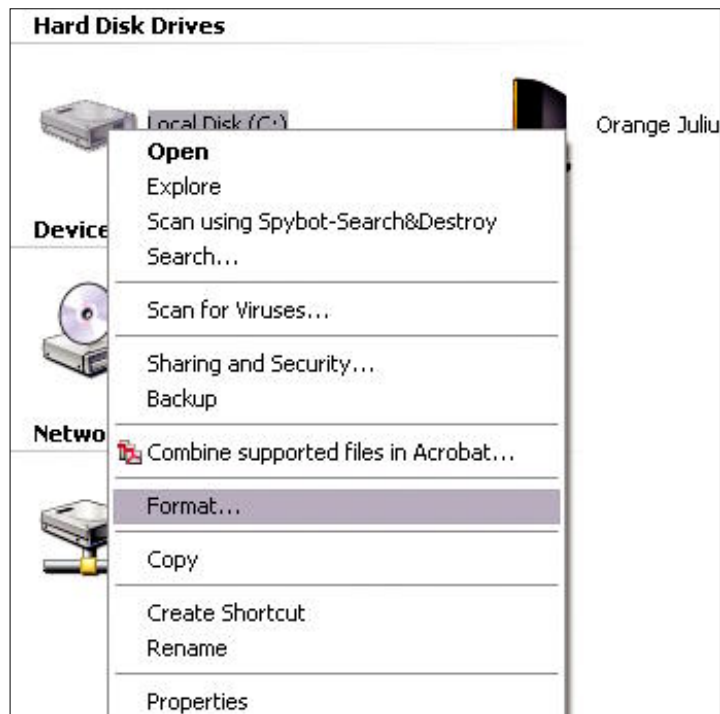 Hard Disk Drives
Local Disk (C:)
Orange Juliu
Open
Explore
Scan using Spybot-Search&Destroy
Search...
Device
Scan for Viruses...
Sharing and Security...
Backup
Netwo
Combine supported files in Acrobat...
Format...
Copy
Create Shortcut
Rename
Properties